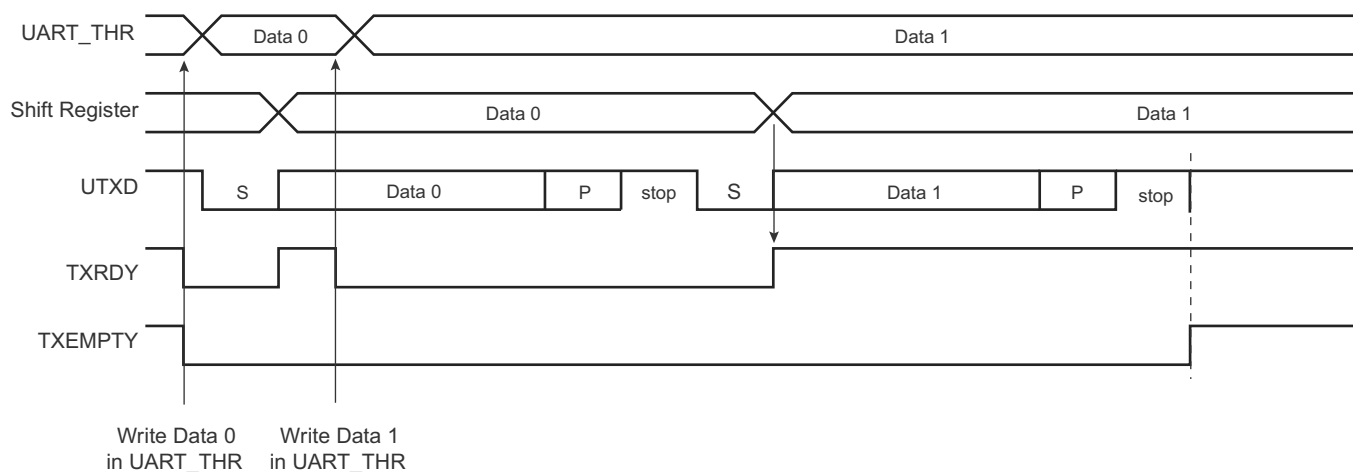 UART_THR
Data 0
Data 1
Shift Register
Data 0
Data 1
UTXD
S
Data 0
P
stop
S
Data 1
P
stop
TXRDY
TXEMPTY
Write Data 0
in UART_THR
Write Data 1
in UART_THR